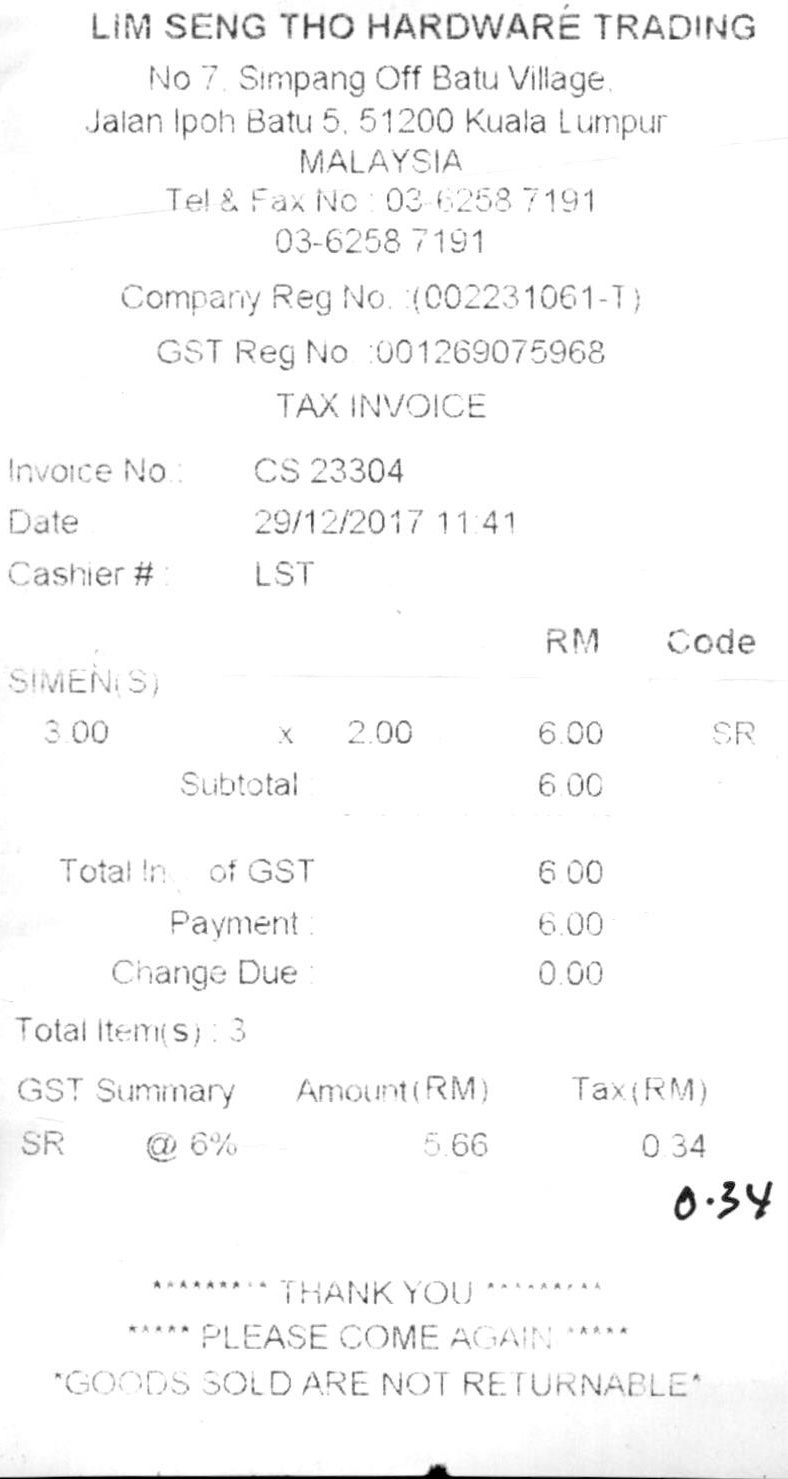 LIM SENG THO HARDWARE TRADING
No 7, Simpang Off Batu Village,
Jalan Ipoh Batu 5, 51200 Kuala Lumpur
MALAYSIA
Tel & Fax No : 03-6258 7191
03-6258 7191
Company Reg No. :(002231061-T)
GST Reg No :001269075968
TAX INVOICE
Invoice No : CS 23304
Date 29/12/2017 11:41
Cashier # : LST
RM Code
SIMEN(S)
3.00 x 2.00 6.00 SR
Subtotal : 6.00
Total of GST 6.00
Payment : 6.00
Change Due : 0.00
Total Item(s) : 3
GST Summary Amount(RM) Tax(RM)
SR @ 6% 5.66 0.34
0.34
********* THANK YOU *********
***** PLEASE COME AGAIN *****
*GOODS SOLD ARE NOT RETURNABLE*